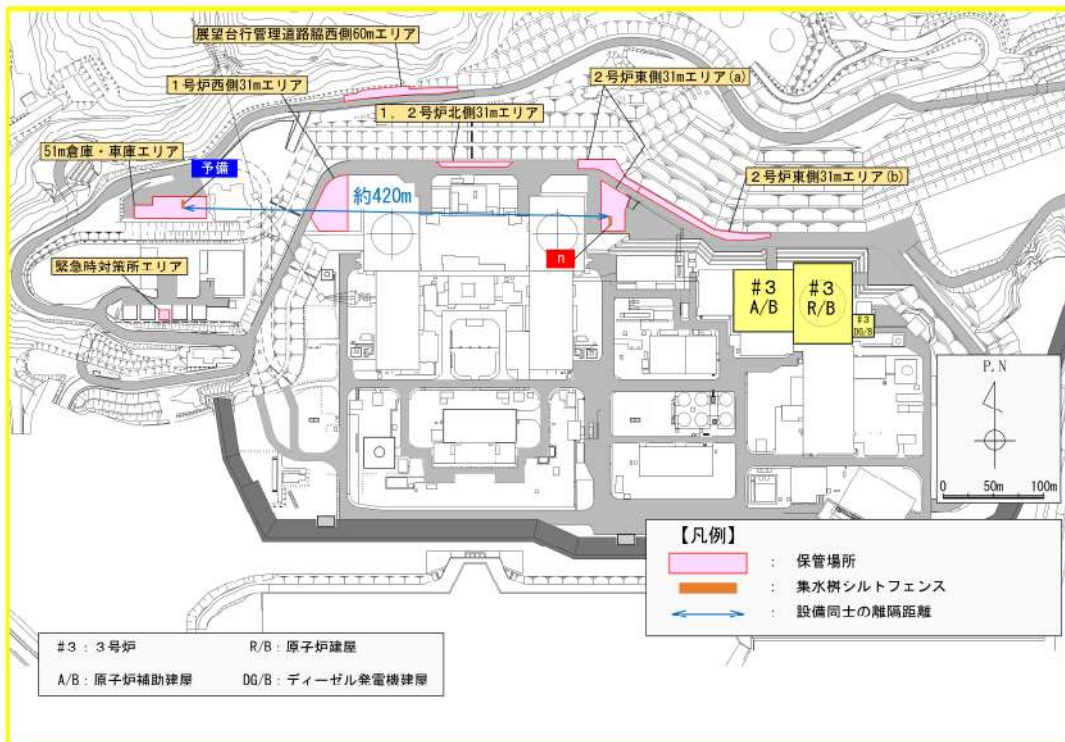 展望台行管理道路脇西側60mエリア
1号炉西側31mエリア
2号炉東側31mエリア(a)
1，2号炉北側31mエリア
51m倉庫・車庫エリア
予備
2号炉東側31mエリア(b)
約420m
n
緊急時対策所エリア
#3
A/B
#3
R/B
#3
DG/B
P.N
0 50m 100m
【凡例】
： 保管場所
： 集水桝シルトフェンス
： 設備同士の離隔距離
#3：3号炉 R/B：原子炉建屋
A/B：原子炉補助建屋 DG/B：ディーゼル発電機建屋